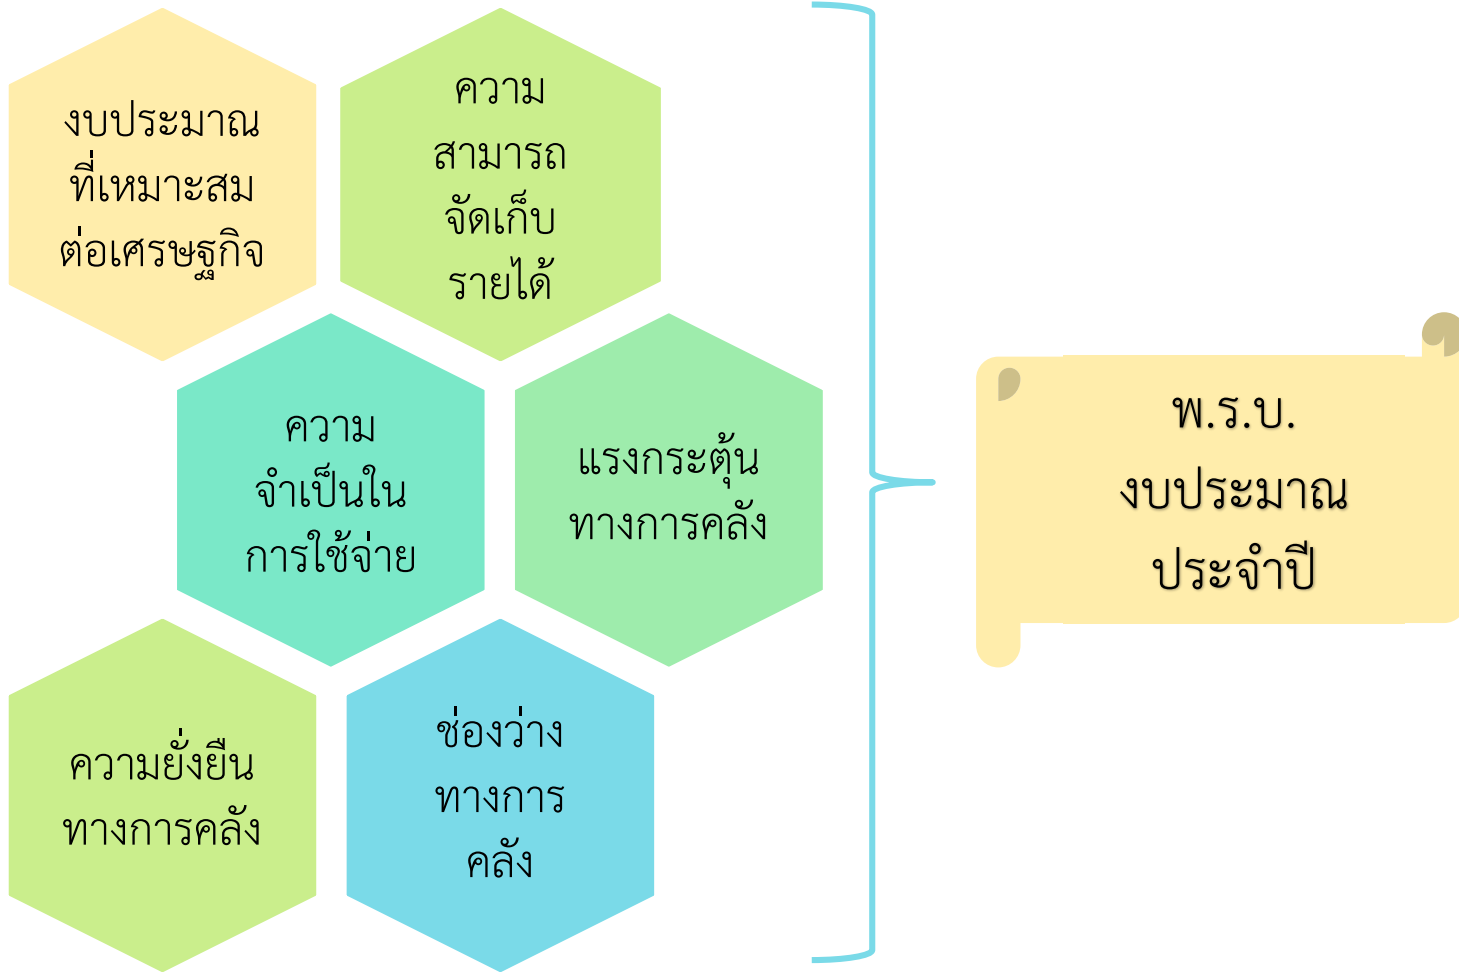 งบประมาณ
ที่เหมาะสม
ต่อเศรษฐกิจ
ความ
สามารถ
จัดเก็บ
รายได้
ความ
จำเป็นใน
การใช้จ่าย
แรงกระตุ้น
ทางการคลัง
ความยั่งยืน
ทางการคลัง
ช่องว่าง
ทางการ
คลัง
พ.ร.บ.
งบประมาณ
ประจำปี